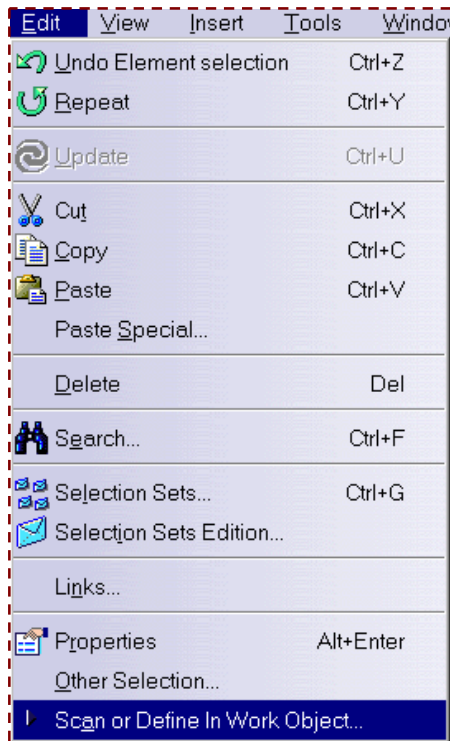 Edit View Insert Tools Windo
Undo Element selection Ctrl+Z
Repeat Ctrl+Y
Update Ctrl+U
Cut Ctrl+X
Copy Ctrl+C
Paste Ctrl+V
Paste Special...
Delete Del
Search... Ctrl+F
Selection Sets... Ctrl+G
Selection Sets Edition...
Links...
Properties Alt+Enter
Other Selection...
Scan or Define In Work Object...